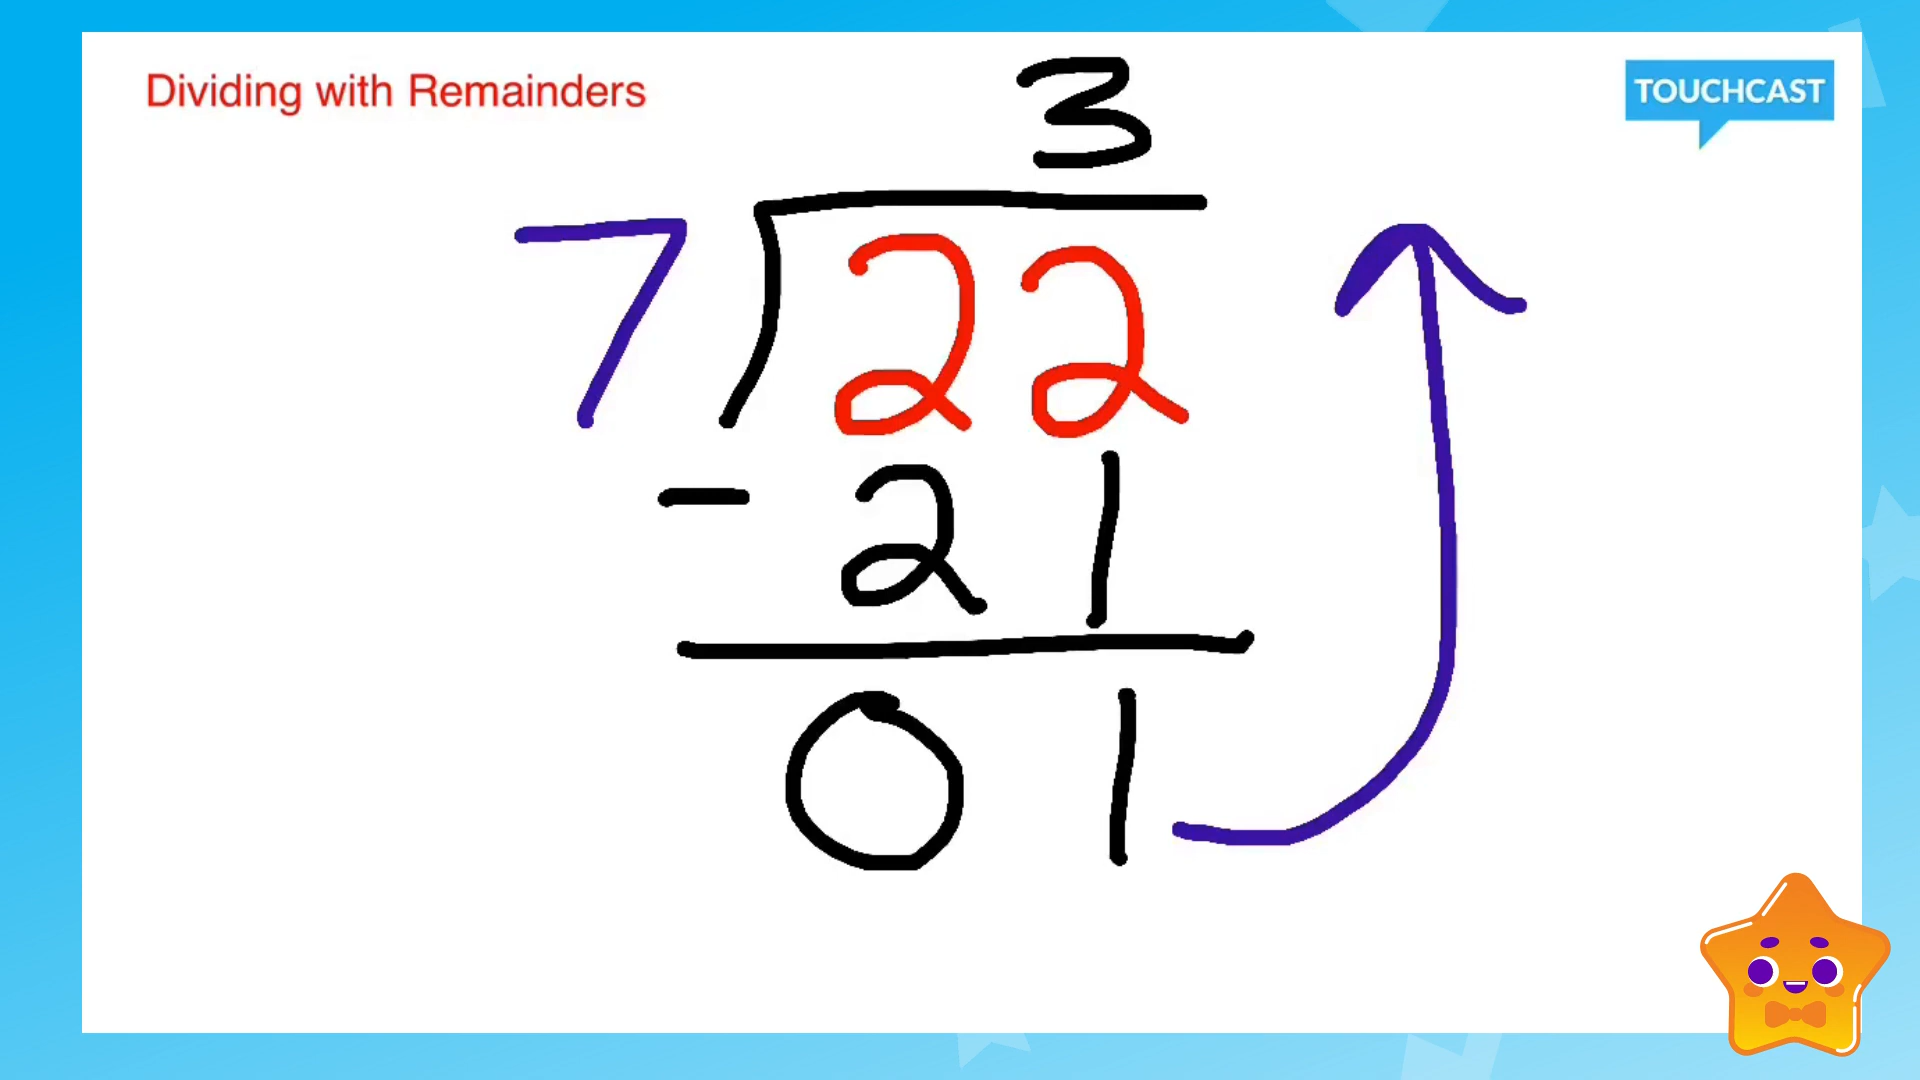 Dividing with Remainders
TOUCHCAST
3
7 22
- 21
01